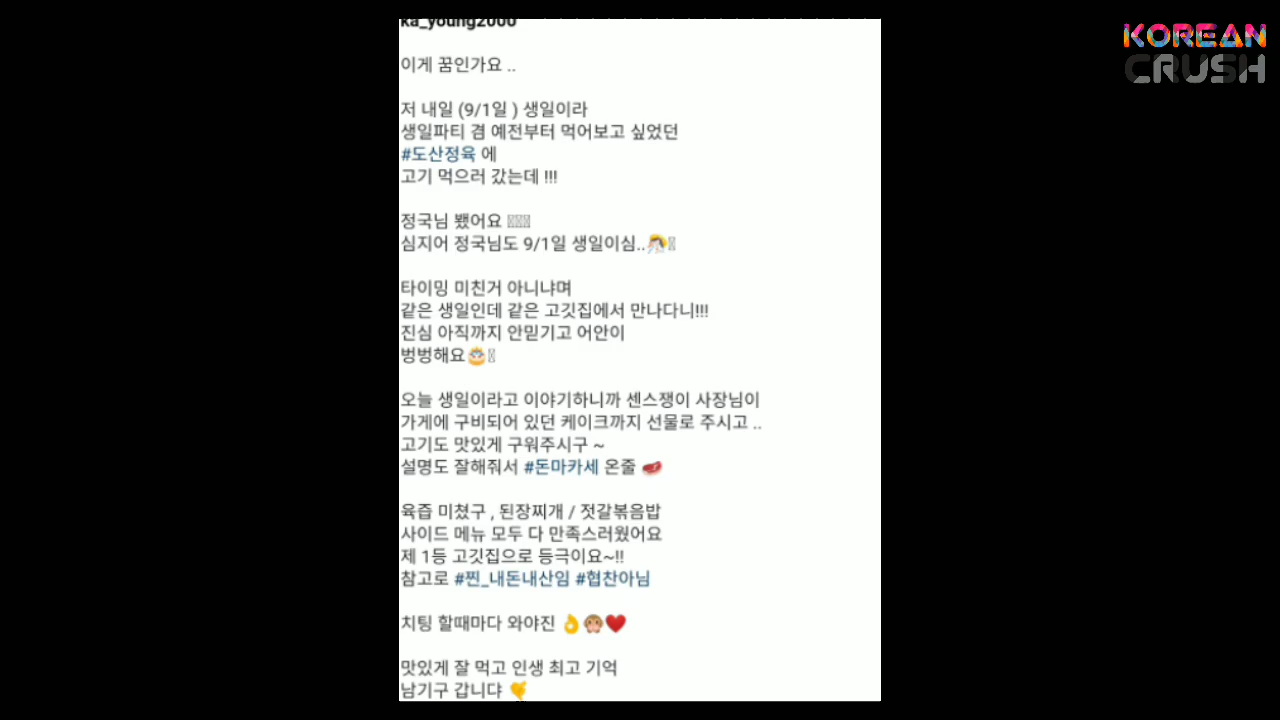 ka_young2000
KOREAN
CRUSH
이게 꿈인가요 ..
저 내일 (9/1일 ) 생일이라
생일파티 겸 예전부터 먹어보고 싶었던
#도산정육 에
고기 먹으러 갔는데 !!!
정국님 뵀어요
심지어 정국님도 9/1일 생일이심..
타이밍 미친거 아니냐며
같은 생일인데 같은 고깃집에서 만나다니!!!
진심 아직까지 안믿기고 어안이
벙벙해요🎂
오늘 생일이라고 이야기하니까 센스쟁이 사장님이
가게에 구비되어 있던 케이크까지 선물로 주시고 ..
고기도 맛있게 구워주시구 ~
설명도 잘해줘서 #돈마카세 온줄 🥩
육즙 미쳤구 , 된장찌개 / 젓갈볶음밥
사이드 메뉴 모두 다 만족스러웠어요
제 1등 고깃집으로 등극이요~!!
참고로 #찐_내돈내산임 #협찬아님
치팅 할때마다 와야진 👌🙊❤️
맛있게 잘 먹고 인생 최고 기억
남기구 갑니댜